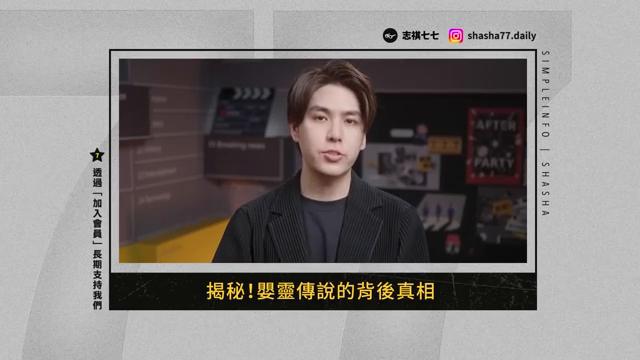 志祺七七
shasha77.daily
SIMPLEINFO | SHASHA
AFTER
PARTY
透過「加入會員」長期支持我們
揭秘！嬰靈傳說的背後真相